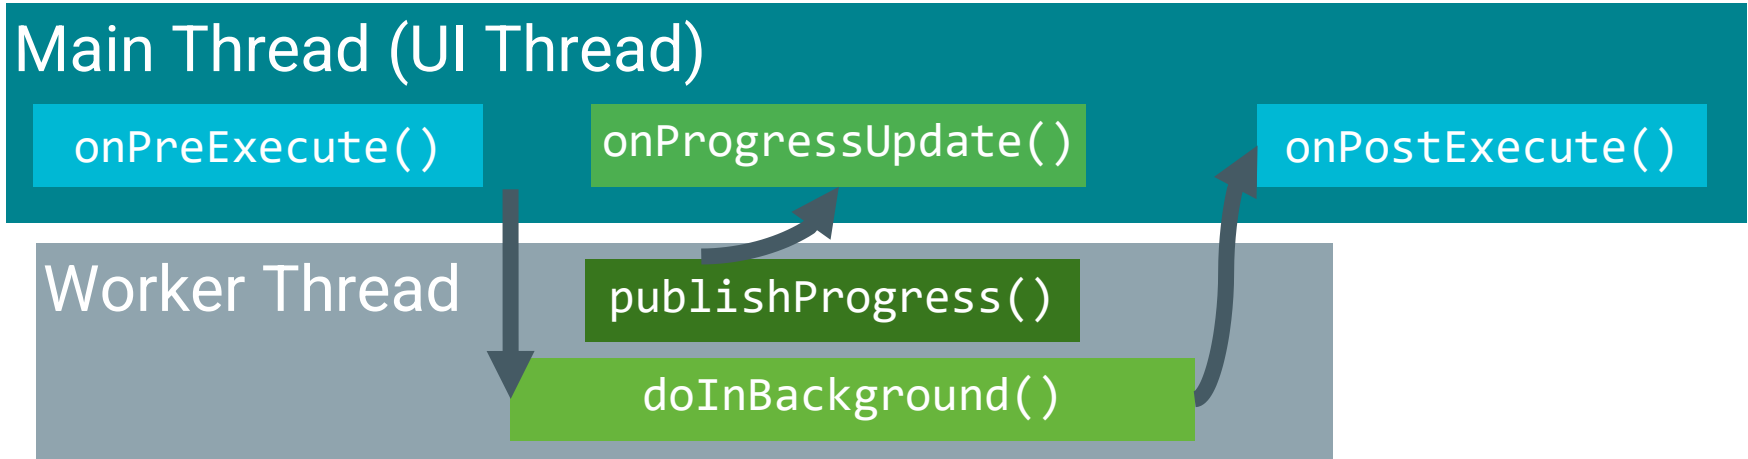 Main Thread (UI Thread)
onPreExecute()
onProgressUpdate()
onPostExecute()
Worker Thread
publishProgress()
doInBackground()